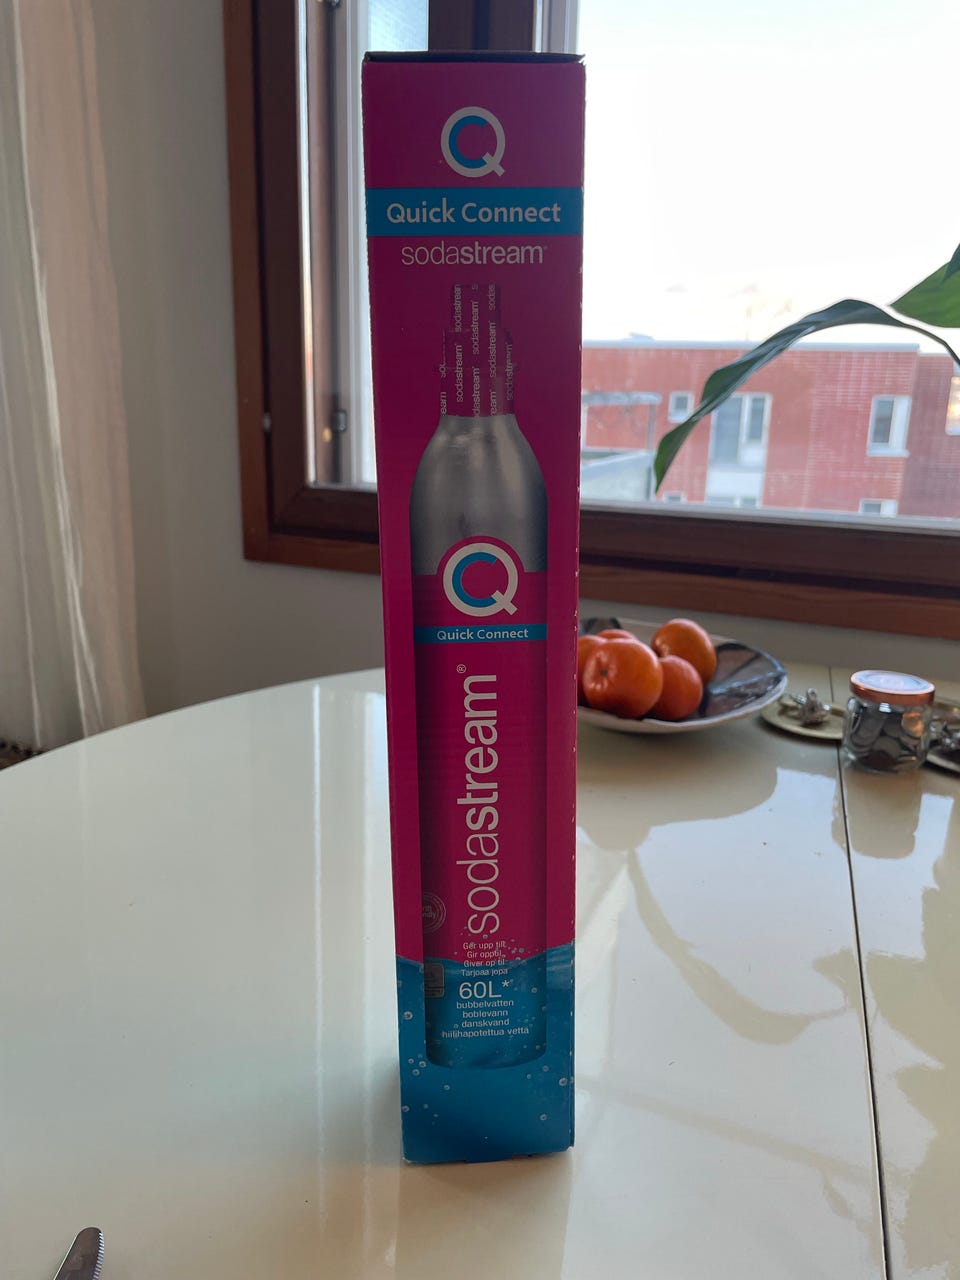 Quick Connect
sodastream
Quick Connect
sodastream®
Ger upp till
Gir opptil
Giver op til
Tarjoaa jopa
60L*
bubbelvatten
boblevann
danskvand
hiilihapotettua vettä